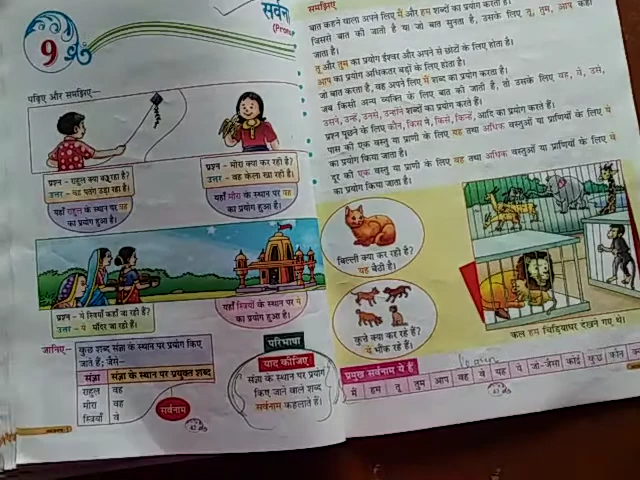 9
सर्वना
पढ़िए और समझिए—
प्रश्न - राहुल क्या कर रहा है?
उत्तर - वह पतंग उड़ा रहा है।
यहाँ राहुल के स्थान पर वह
का प्रयोग हुआ है।
प्रश्न - मीरा क्या कर रही है?
उत्तर - वह केला खा रही है।
यहाँ मीरा के स्थान पर वह
का प्रयोग हुआ है।
प्रश्न - ये स्त्रियाँ कहाँ जा रही हैं?
उत्तर - ये मंदिर जा रही हैं।
यहाँ स्त्रियों के स्थान पर ये
का प्रयोग हुआ है।
जानिए—
कुछ शब्द संज्ञा के स्थान पर प्रयोग किए
जाते हैं; जैसे—
संज्ञा संज्ञा के स्थान पर प्रयुक्त शब्द
राहुल वह
मीरा वह
स्त्रियाँ ये
सर्वनाम
परिभाषा
याद कीजिए
संज्ञा के स्थान पर प्रयोग
किए जाने वाले शब्द
सर्वनाम कहलाते हैं।
समझिए
बात कहने वाला अपने लिए मैं और हम शब्दों का प्रयोग करता है।
जिससे बात की जाती है या जो बात सुनता है, उसके लिए तू, तुम, आप कहा
जाता है।
तू और तुम का प्रयोग ईश्वर और अपने से छोटों के लिए होता है।
आप का प्रयोग अधिकतर बड़ों के लिए होता है।
जो बात करता है, वह अपने लिए मैं शब्द का प्रयोग करता है।
जब किसी अन्य व्यक्ति के लिए बात की जाती है, तो उसके लिए वह, ये, उसे,
उसने, उन्हें, उनसे, उन्होंने शब्दों का प्रयोग करते हैं।
प्रश्न पूछने के लिए कौन, किस ने, किसे, किन्हें, आदि का प्रयोग करते हैं।
पास की एक वस्तु या प्राणी के लिए यह तथा अधिक वस्तुओं या प्राणियों के लिए ये
का प्रयोग किया जाता है।
दूर की एक वस्तु या प्राणी के लिए वह तथा अधिक वस्तुओं या प्राणियों के लिए वे
का प्रयोग किया जाता है।
बिल्ली क्या कर रही है?
यह बैठी है।
कुत्ते क्या कर रहे हैं?
वे भौंक रहे हैं।
कल हम चिड़ियाघर देखने गए थे।
प्रमुख सर्वनाम ये हैं
मैं हम तू तुम आप वह वे यह ये जो-जैसा कोई कुछ कौन